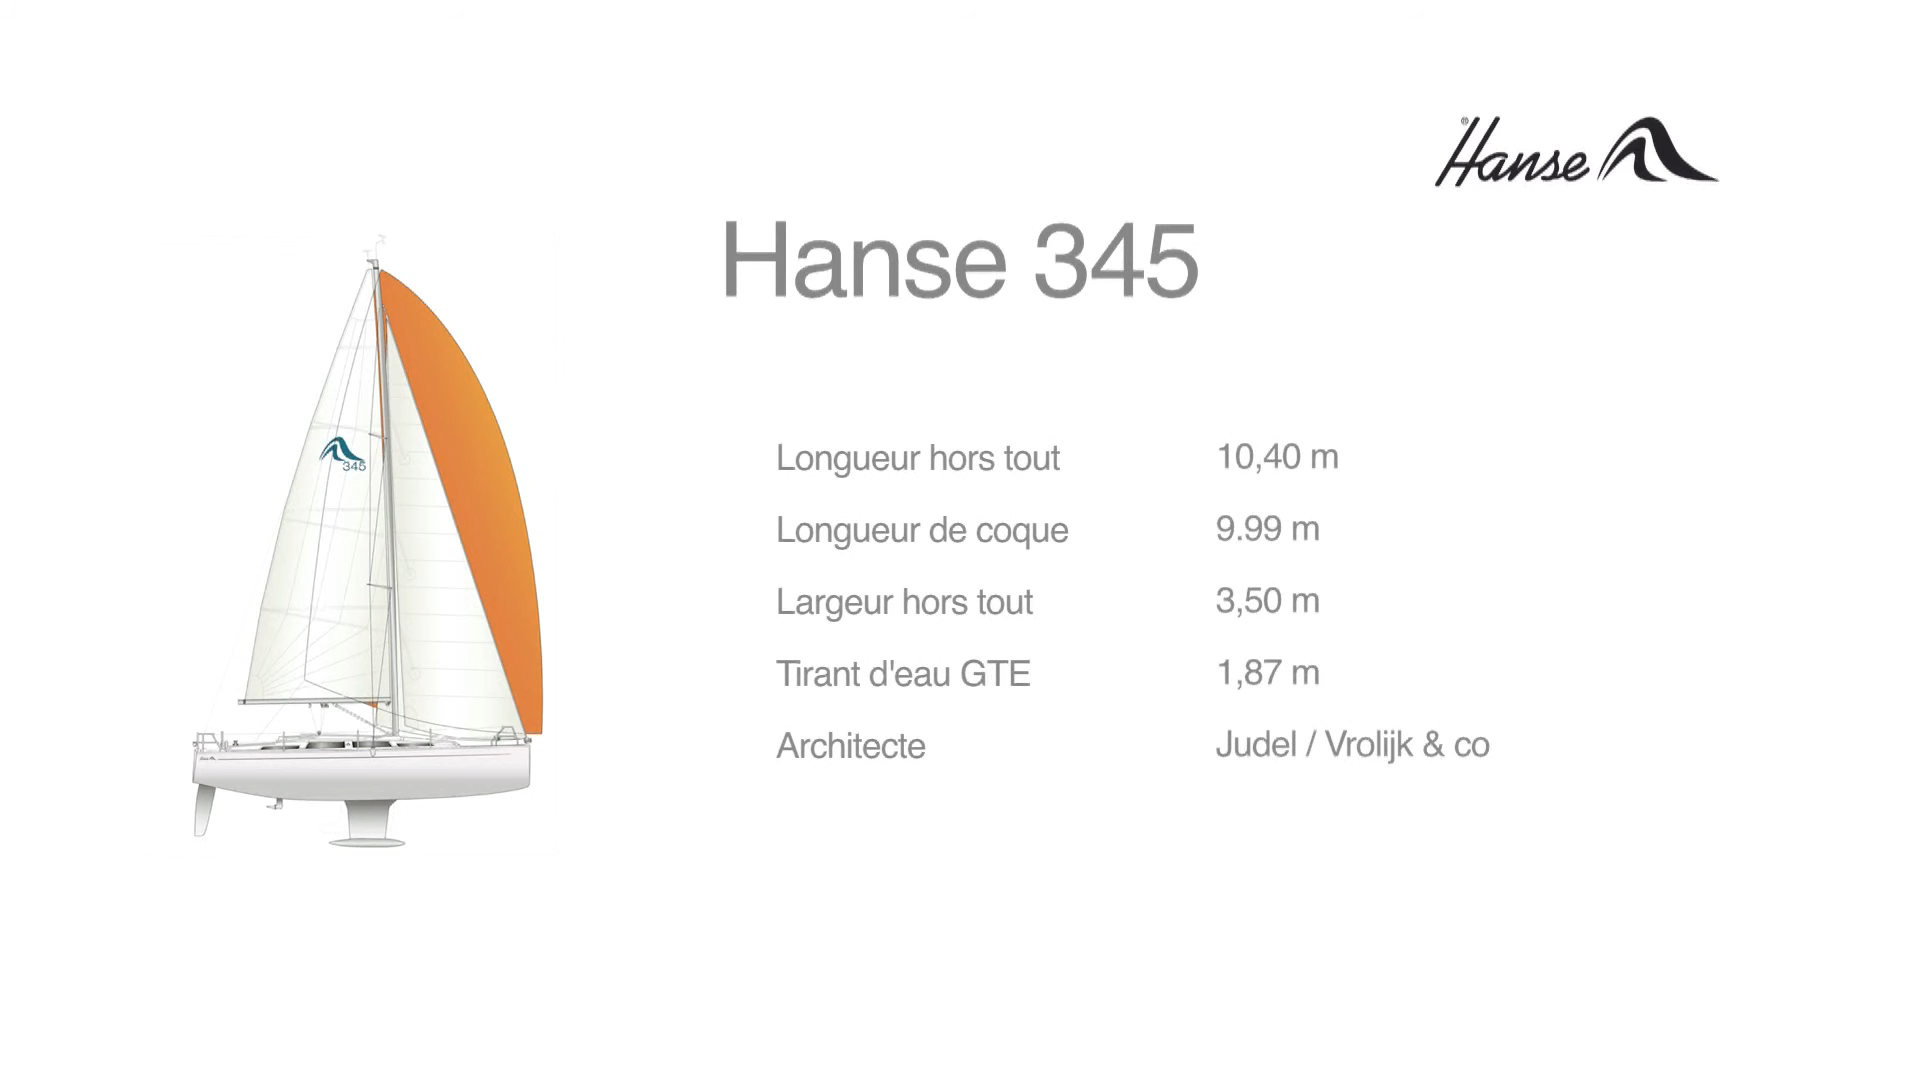 ® Hanse
Hanse 345
345
Longueur hors tout 10,40 m
Longueur de coque 9.99 m
Largeur hors tout 3,50 m
Tirant d'eau GTE 1,87 m
Architecte Judel / Vrolijk & co